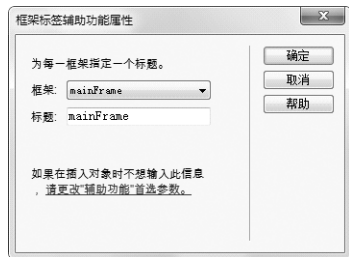 框架标签辅助功能属性
为每一框架指定一个标题。
框架: mainFrame
标题: mainFrame
如果在插入对象时不想输入此信息
，请更改"辅助功能"首选参数。
确定
取消
帮助